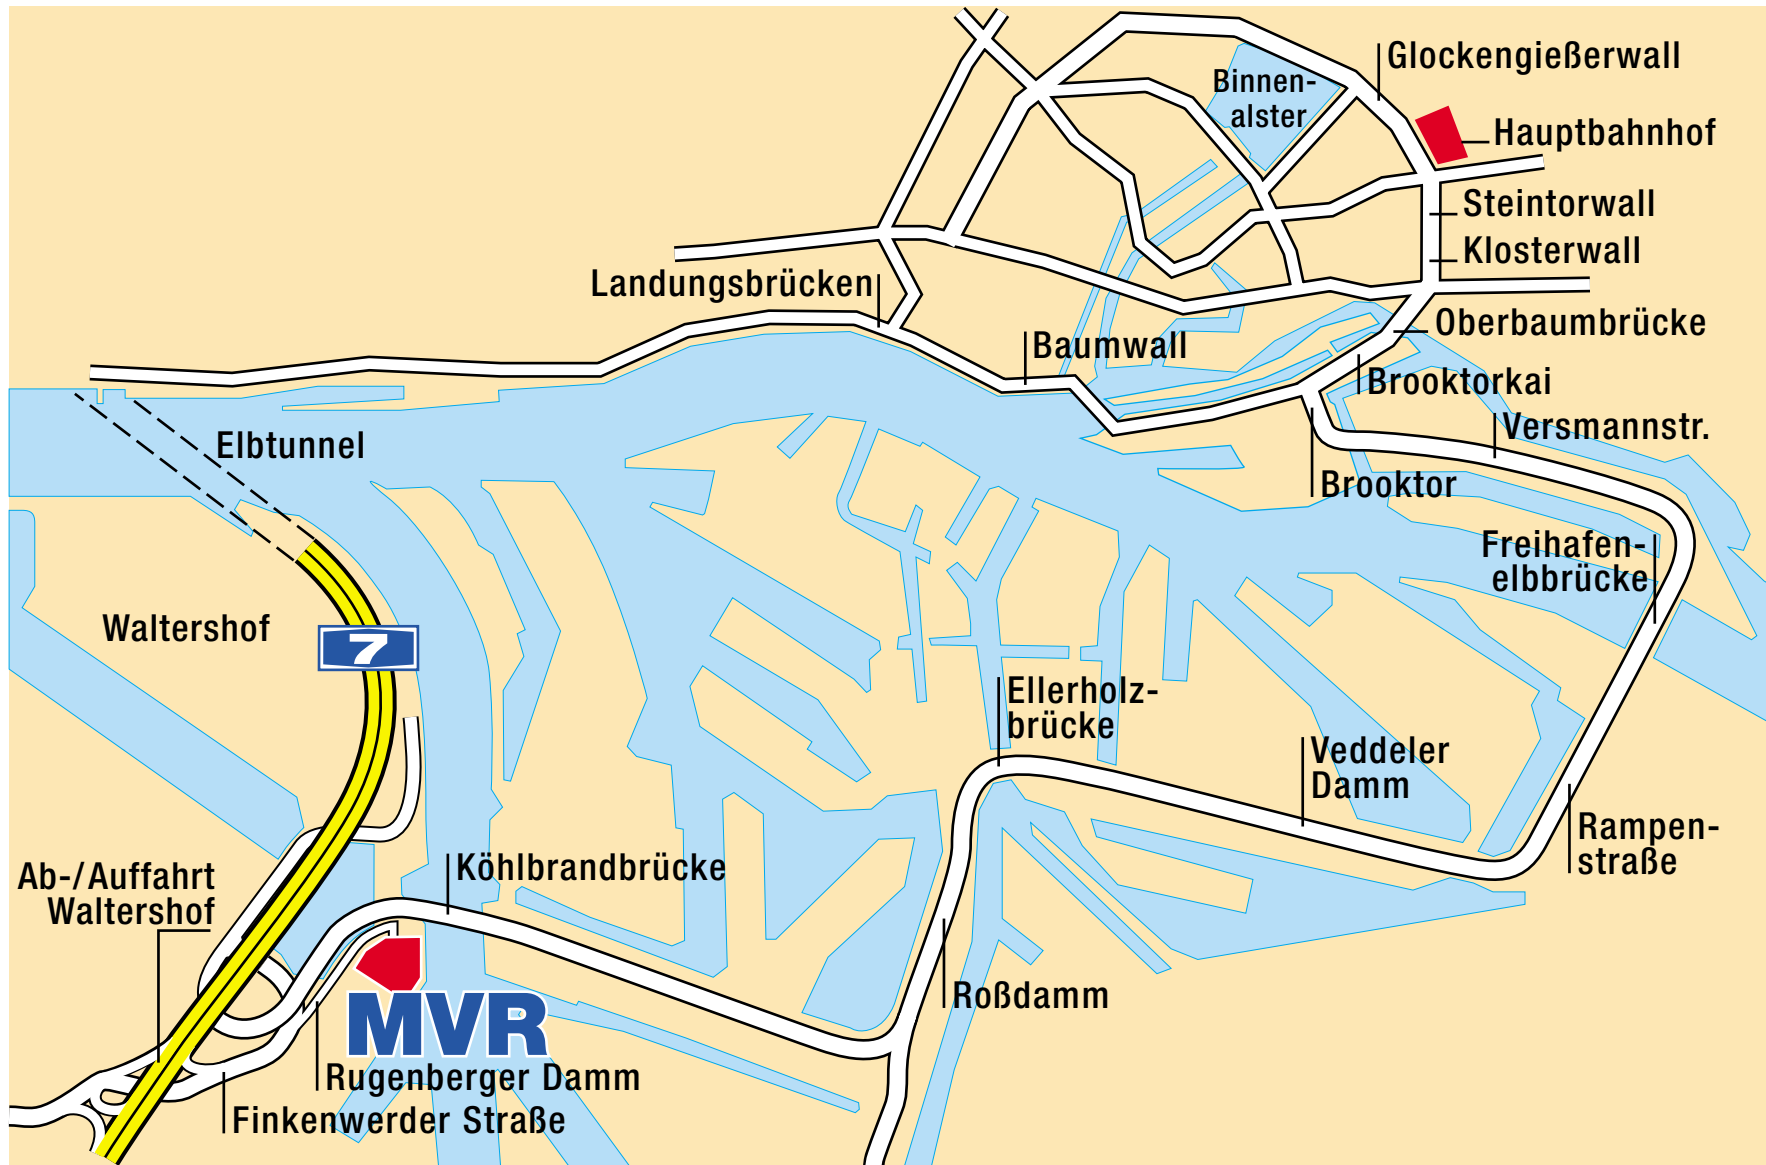 Glockengießerwall
Binnen-
alster
Hauptbahnhof
Steintorwall
Klosterwall
Landungsbrücken
Oberbaumbrücke
Baumwall
Brooktorkai
Versmannstr.
Elbtunnel
Brooktor
Freihafen-
elbbrücke
Waltershof
7
Ellerholz-
brücke
Veddeler
Damm
Rampen-
straße
Köhlbrandbrücke
Ab-/Auffahrt
Waltershof
Roßdamm
MVR
Rugenberger Damm
Finkenwerder Straße